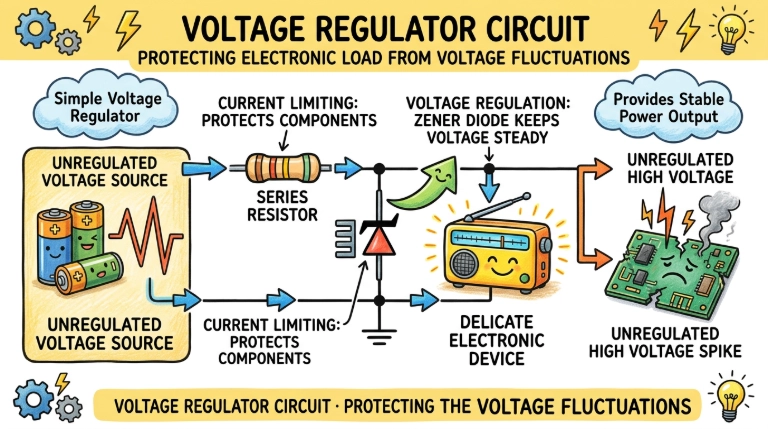 VOLTAGE REGULATOR CIRCUIT
PROTECTING ELECTRONIC LOAD FROM VOLTAGE FLUCTUATIONS
Simple Voltage
Regulator
CURRENT LIMITING:
PROTECTS COMPONENTS
VOLTAGE REGULATION:
ZENER DIODE KEEPS
VOLTAGE STEADY
Provides Stable
Power Output
UNREGULATED
VOLTAGE SOURCE
SERIES
RESISTOR
UNREGULATED
HIGH VOLTAGE
UNREGULATED
VOLTAGE SOURCE
CURRENT LIMITING:
PROTECTS
COMPONENTS
DELICATE
ELECTRONIC
DEVICE
UNREGULATED
HIGH VOLTAGE SPIKE
VOLTAGE REGULATOR CIRCUIT · PROTECTING THE VOLTAGE FLUCTUATIONS